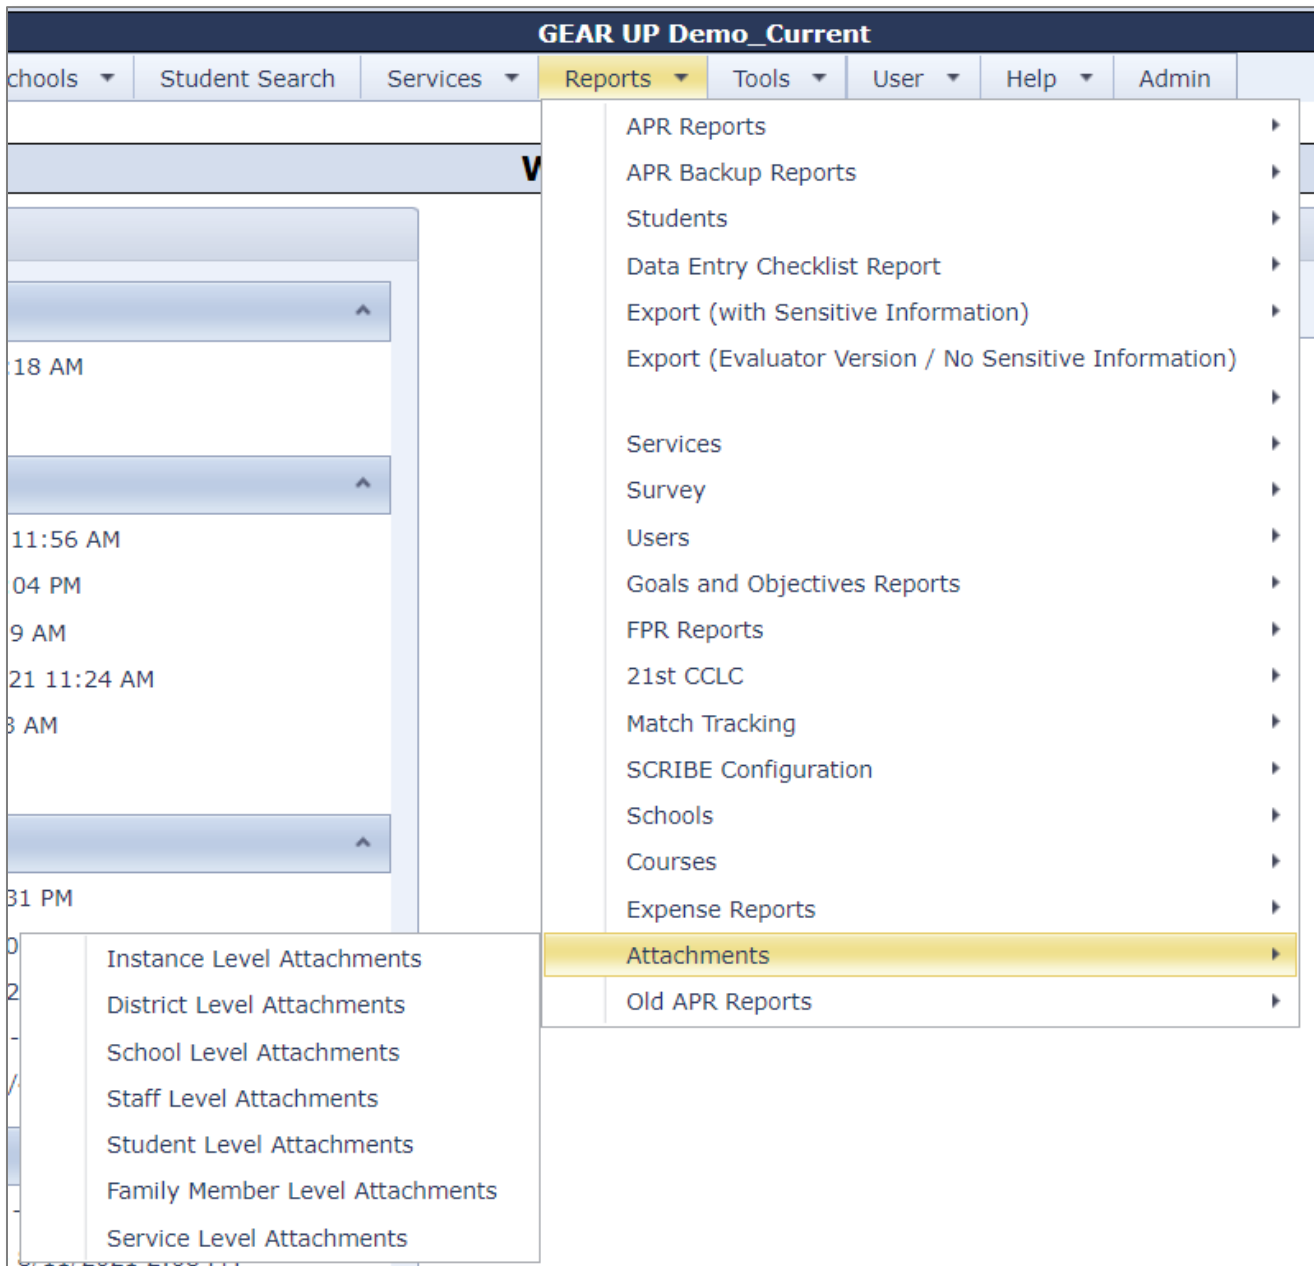 GEAR UP Demo_Current
chools
Student Search
Services
Reports
Tools
User
Help
Admin
W
APR Reports
APR Backup Reports
Students
Data Entry Checklist Report
Export (with Sensitive Information)
Export (Evaluator Version / No Sensitive Information)
Services
Survey
Users
Goals and Objectives Reports
FPR Reports
21st CCLC
Match Tracking
SCRIBE Configuration
Schools
Courses
Expense Reports
Attachments
Old APR Reports
:18 AM
11:56 AM
04 PM
9 AM
21 11:24 AM
3 AM
31 PM
Instance Level Attachments
District Level Attachments
School Level Attachments
Staff Level Attachments
Student Level Attachments
Family Member Level Attachments
Service Level Attachments